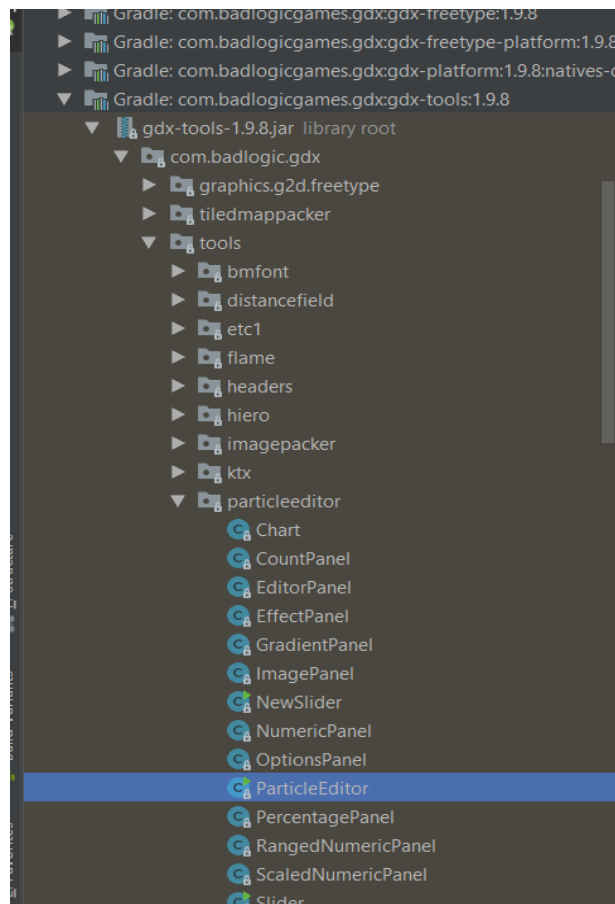 Gradle: com.badlogicgames.gdx:gdx-freetype:1.9.8
Gradle: com.badlogicgames.gdx:gdx-freetype-platform:1.9.8
Gradle: com.badlogicgames.gdx:gdx-platform:1.9.8:natives-
Gradle: com.badlogicgames.gdx:gdx-tools:1.9.8
gdx-tools-1.9.8.jar library root
com.badlogic.gdx
graphics.g2d.freetype
tiledmappacker
tools
bmfont
distancefield
etc1
flame
headers
hiero
imagepacker
ktx
particleeditor
Chart
CountPanel
EditorPanel
EffectPanel
GradientPanel
ImagePanel
NewSlider
NumericPanel
OptionsPanel
ParticleEditor
PercentagePanel
RangedNumericPanel
ScaledNumericPanel
Slider